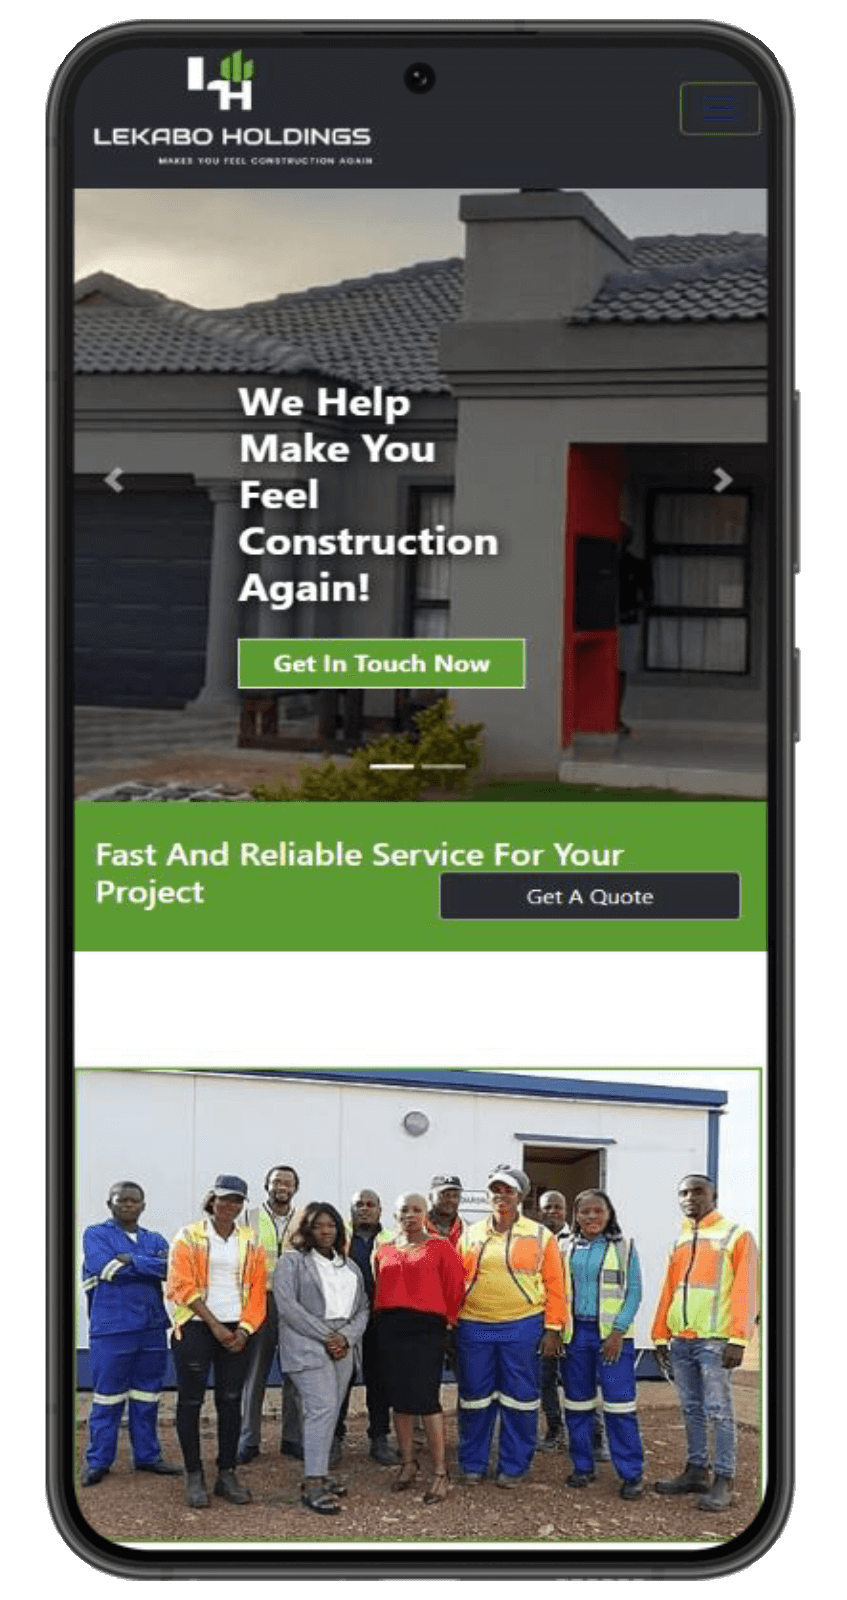 LEKABO HOLDINGS
MAKES YOU FEEL CONSTRUCTION AGAIN
We Help
Make You
Feel
Construction
Again!
Get In Touch Now
Fast And Reliable Service For Your
Project
Get A Quote